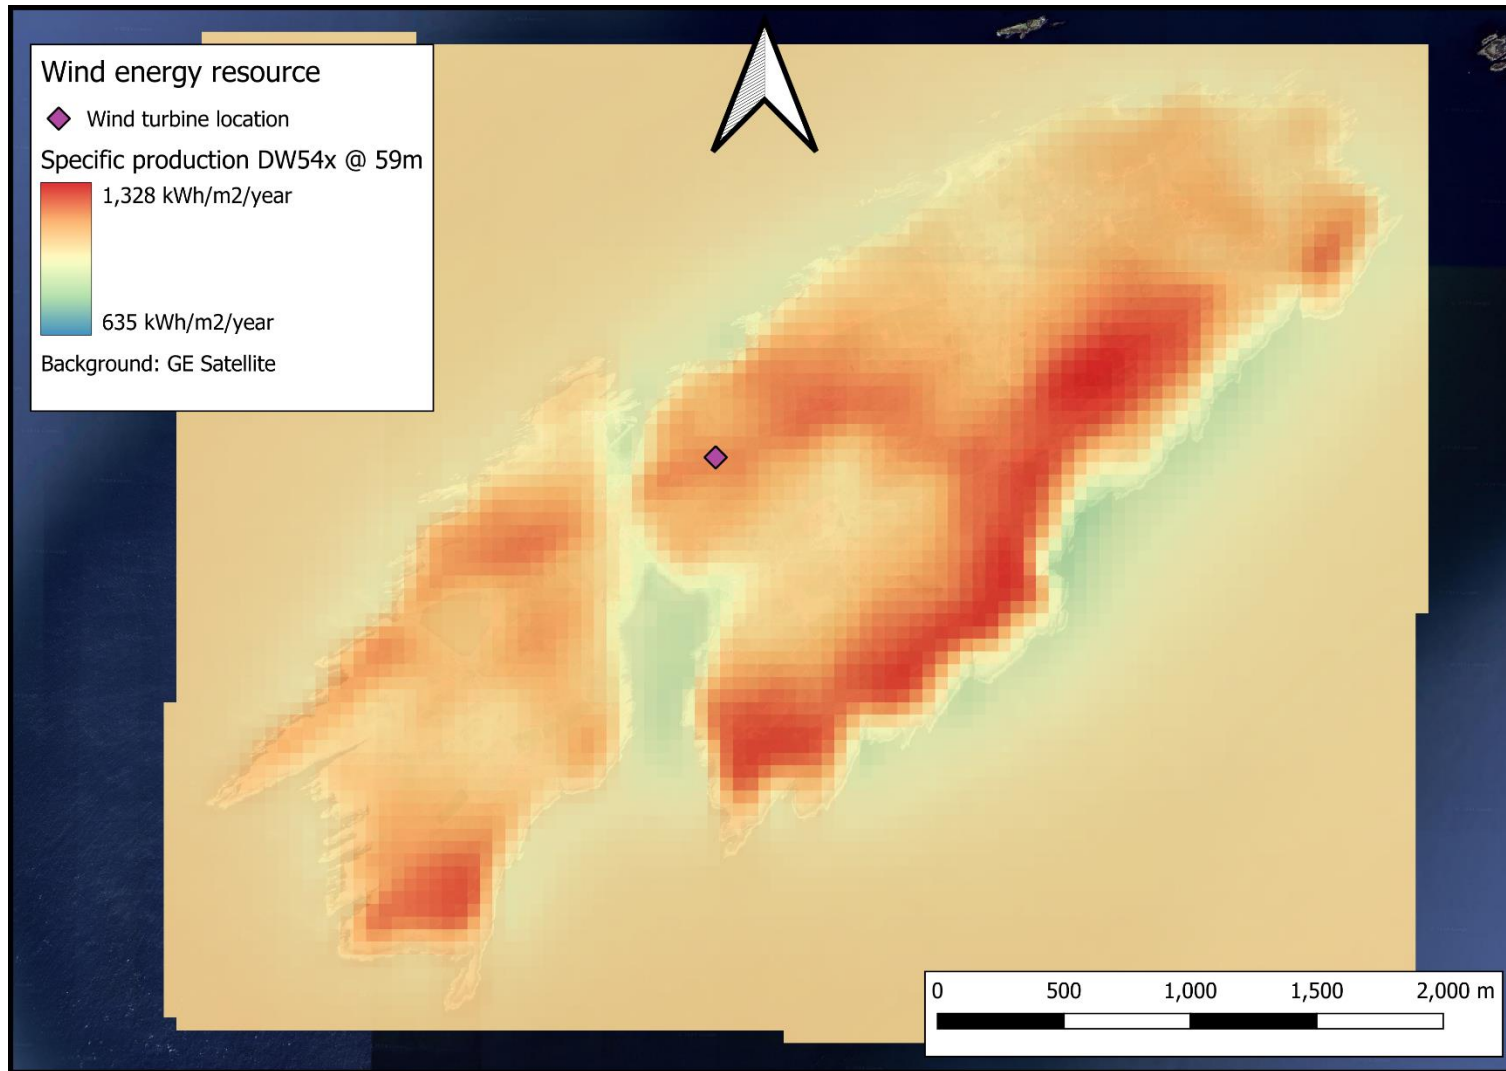 Wind energy resource
Wind turbine location
Specific production DW54x @ 59m
1,328 kWh/m2/year
635 kWh/m2/year
Background: GE Satellite
0 500 1,000 1,500 2,000 m